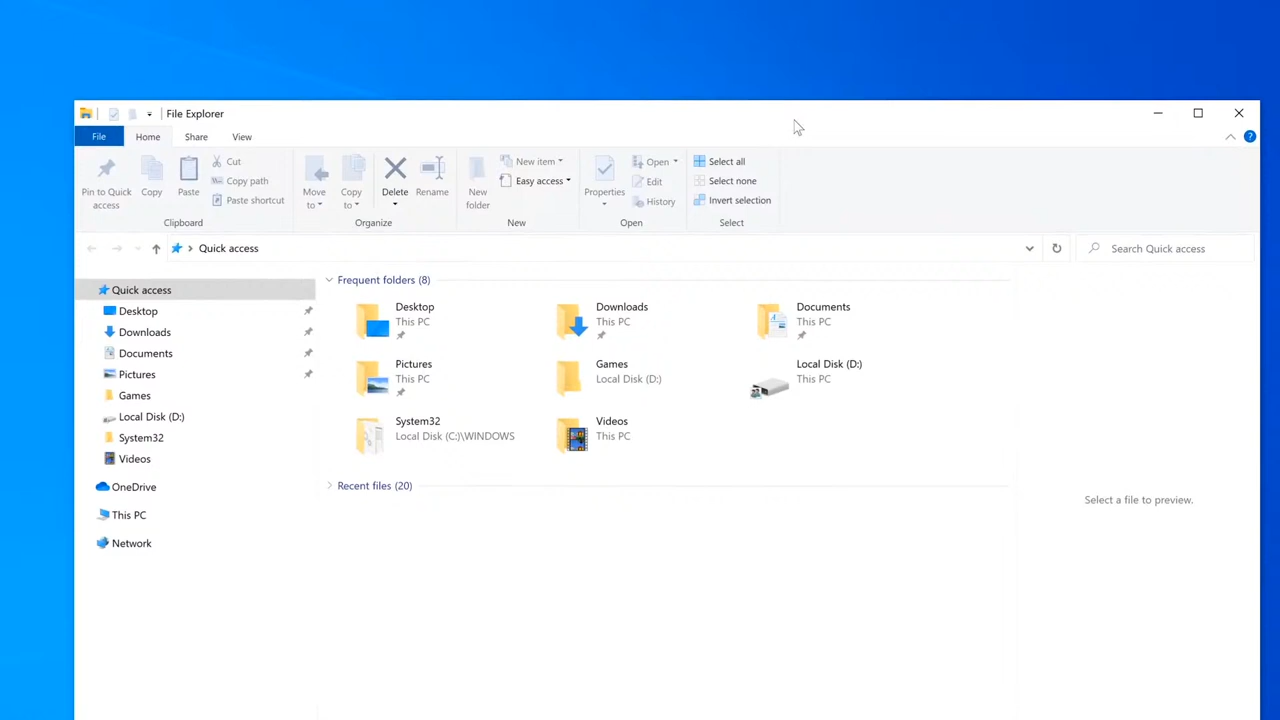 File Explorer
File Home Share View
Pin to Quick access
Copy
Paste
Cut
Copy path
Paste shortcut
Clipboard
Move to
Copy to
Delete
Rename
Organize
New folder
New item
Easy access
New
Properties
Open
Edit
History
Open
Select all
Select none
Invert selection
Select
Quick access
Search Quick access
Quick access
Desktop
Downloads
Documents
Pictures
Games
Local Disk (D:)
System32
Videos
OneDrive
This PC
Network
Frequent folders (8)
Desktop
This PC
Downloads
This PC
Documents
This PC
Pictures
This PC
Games
Local Disk (D:)
Local Disk (D:)
This PC
System32
Local Disk (C:)\WINDOWS
Videos
This PC
Recent files (20)
Select a file to preview.